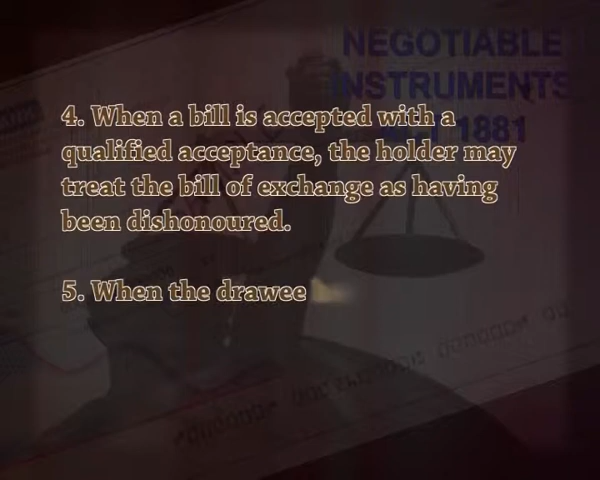 NEGOTIABLE
INSTRUMENTS
1881
4. When a bill is accepted with a
qualified acceptance, the holder may
treat the bill of exchange as having
been dishonoured.
5. When the drawee